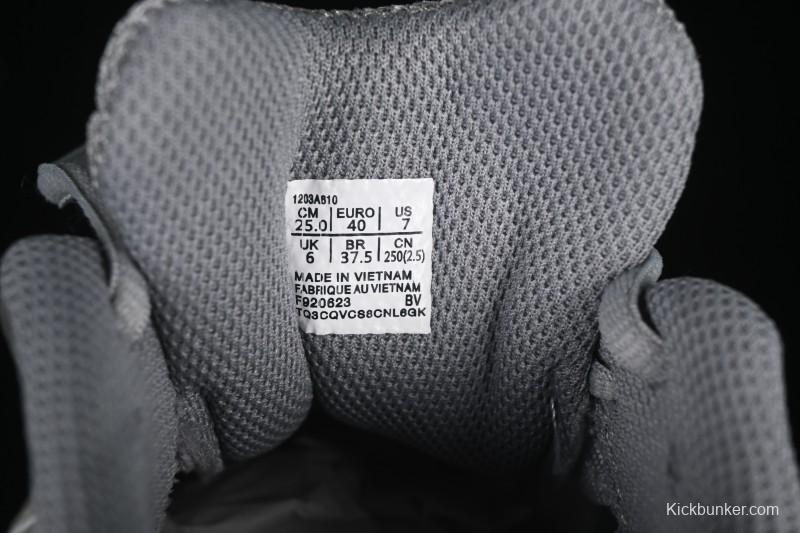 1203A610
CM | EURO | US
25.0 | 40 | 7
UK | BR | CN
6 | 37.5 | 250(2.5)
MADE IN VIETNAM
FABRIQUE AU VIETNAM
F920623 BV
TQ3CQVCS6CNL6GK
Kickbunker.com